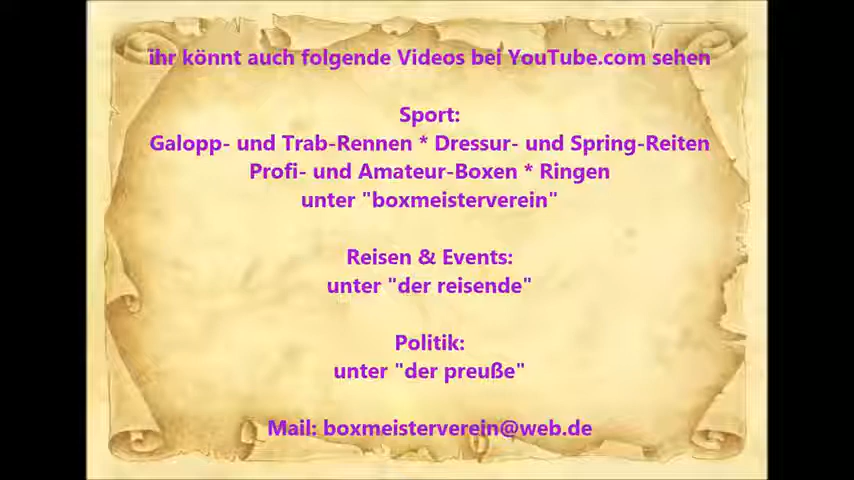 ihr könnt auch folgende Videos bei YouTube.com sehen
Sport:
Galopp- und Trab-Rennen * Dressur- und Spring-Reiten
Profi- und Amateur-Boxen * Ringen
unter "boxmeisterverein"
Reisen & Events:
unter "der reisende"
Politik:
unter "der preuße"
Mail: boxmeisterverein@web.de